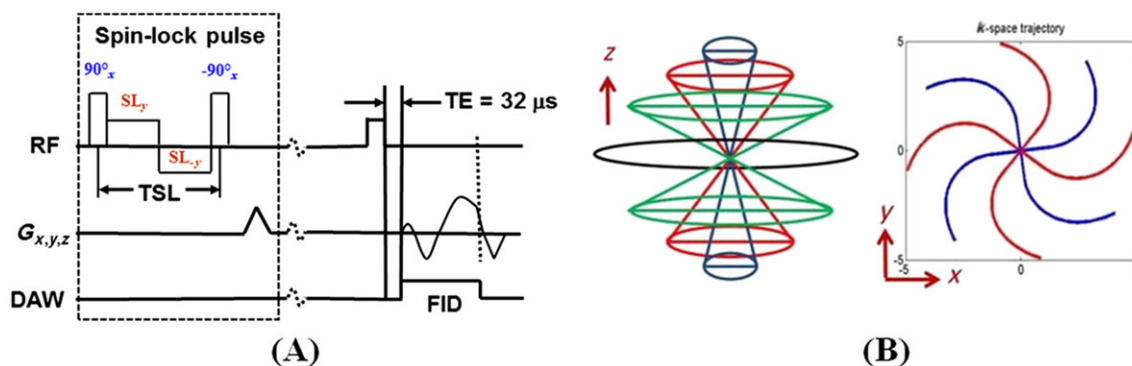 Spin-lock pulse
90°x
-90°x
SLy
SL-y
TE = 32 μs
RF
TSL
Gx,y,z
DAW
FID
(A)
z
k-space trajectory
5
0
-5
-5
0
y
x
(B)